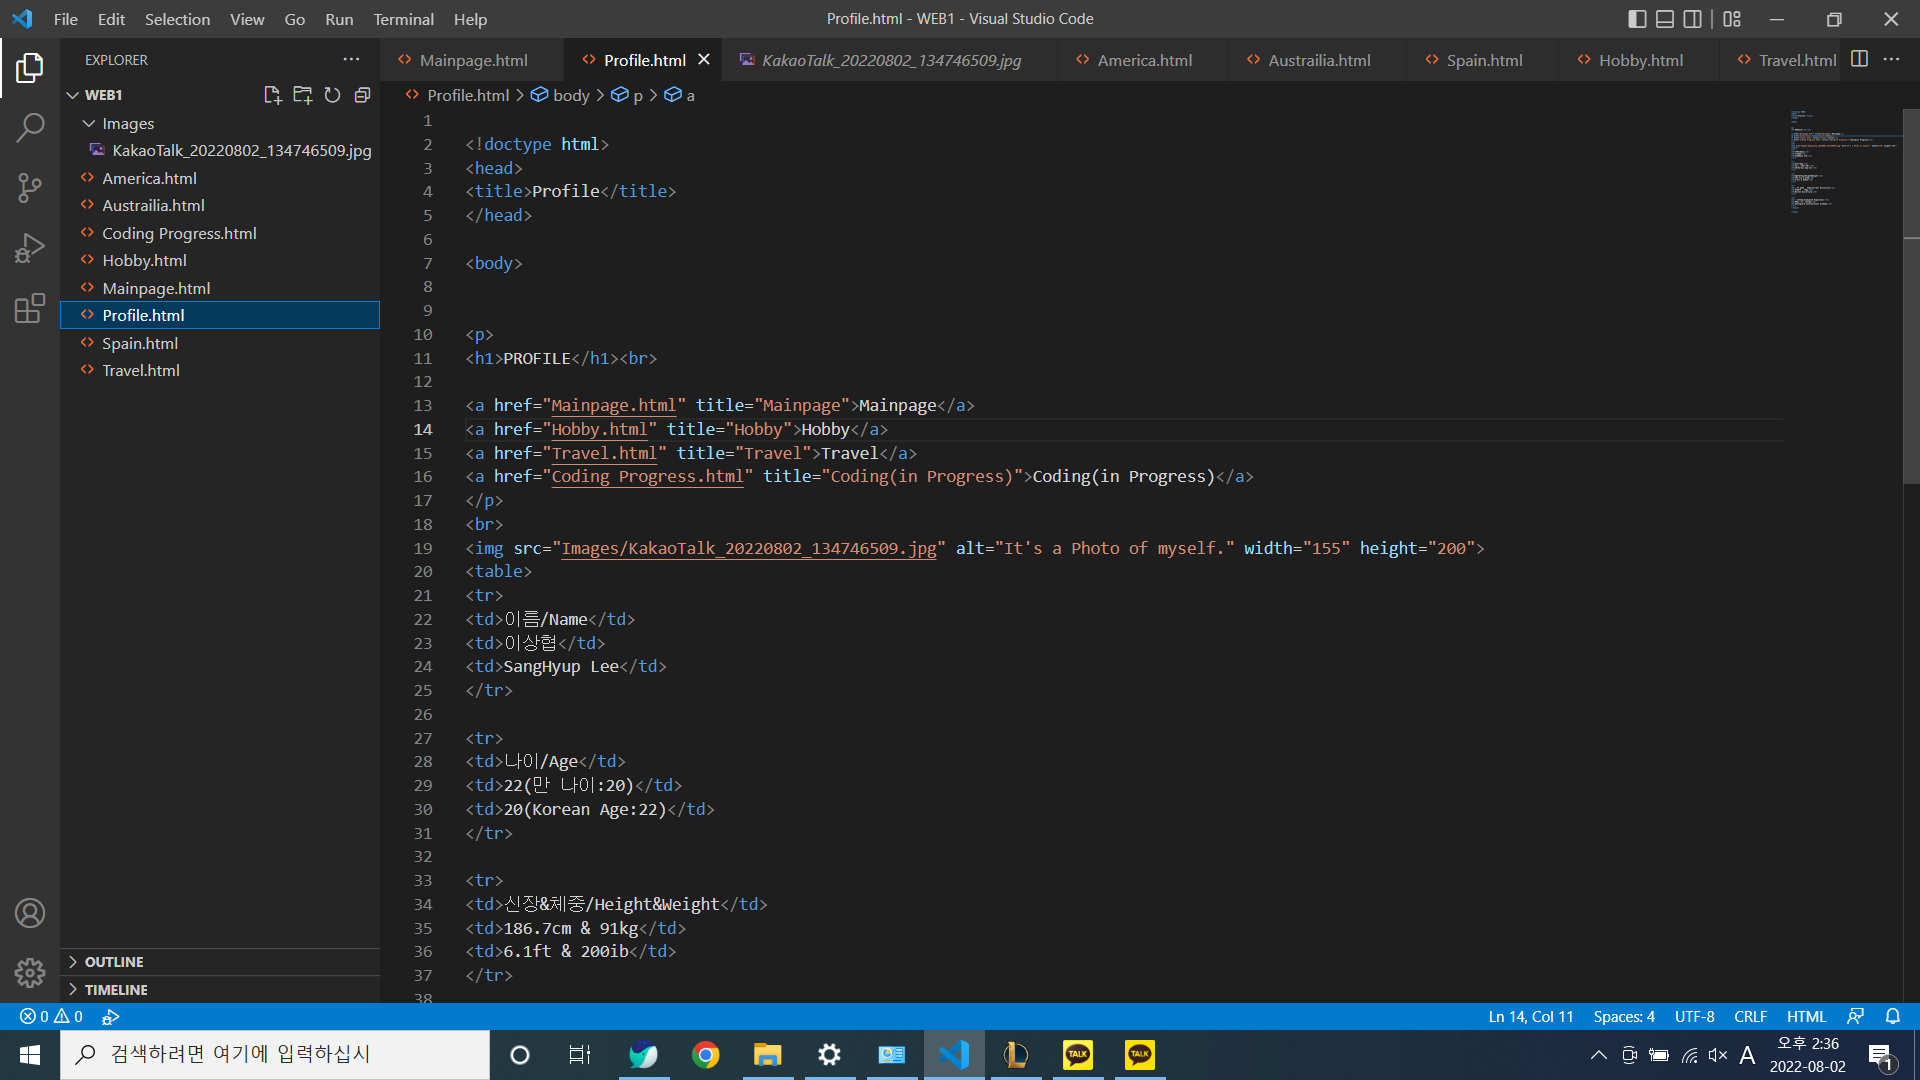 File Edit Selection View Go Run Terminal Help
Profile.html - WEB1 - Visual Studio Code
EXPLORER
Mainpage.html
Profile.html
KakaoTalk_20220802_134746509.jpg
America.html
Austrailia.html
Spain.html
Hobby.html
Travel.html
WEB1
Images
KakaoTalk_20220802_134746509.jpg
America.html
Austrailia.html
Coding Progress.html
Hobby.html
Mainpage.html
Profile.html
Spain.html
Travel.html
OUTLINE
TIMELINE
Profile.html > body > p > a
1
2 <!doctype html>
3 <head>
4 <title>Profile</title>
5 </head>
6
7 <body>
8
9
10 <p>
11 <h1>PROFILE</h1><br>
12
13 <a href="Mainpage.html" title="Mainpage">Mainpage</a>
14 <a href="Hobby.html" title="Hobby">Hobby</a>
15 <a href="Travel.html" title="Travel">Travel</a>
16 <a href="Coding Progress.html" title="Coding(in Progress)">Coding(in Progress)</a>
17 </p>
18 <br>
19 <img src="Images/KakaoTalk_20220802_134746509.jpg" alt="It's a Photo of myself." width="155" height="200">
20 <table>
21 <tr>
22 <td>이름/Name</td>
23 <td>이상협</td>
24 <td>SangHyup Lee</td>
25 </tr>
26
27 <tr>
28 <td>나이/Age</td>
29 <td>22(만 나이:20)</td>
30 <td>20(Korean Age:22)</td>
31 </tr>
32
33 <tr>
34 <td>신장&체중/Height&Weight</td>
35 <td>186.7cm & 91kg</td>
36 <td>6.1ft & 200ib</td>
37 </tr>
38
0 0
Ln 14, Col 11 Spaces: 4 UTF-8 CRLF HTML
검색하려면 여기에 입력하십시
TALK
TALK
A
오후 2:36
2022-08-02
1